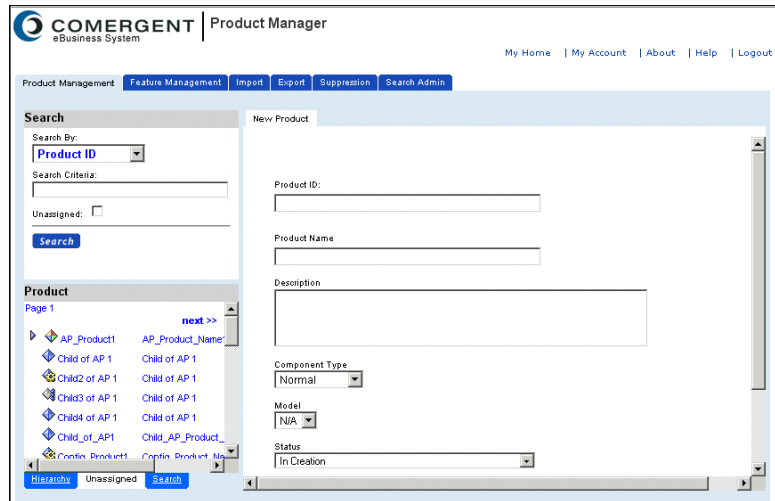 COMERGENT
eBusiness System
Product Manager
My Home | My Account | About | Help | Logout
Product Management Feature Management Import Export Suppression Search Admin
Search
Search By:
Product ID
Search Criteria:
Unassigned:
Search
Product
Page 1
next >>
AP_Product1 AP_Product_Name1
Child of AP 1 Child of AP 1
Child2 of AP 1 Child of AP 1
Child3 of AP 1 Child of AP 1
Child4 of AP 1 Child of AP 1
Child_of_AP1 Child_AP_Product_
Config_Product1 Config_Product_Na
Hierarchy Unassigned Search
New Product
Product ID:
Product Name
Description
Component Type
Normal
Model
N/A
Status
In Creation